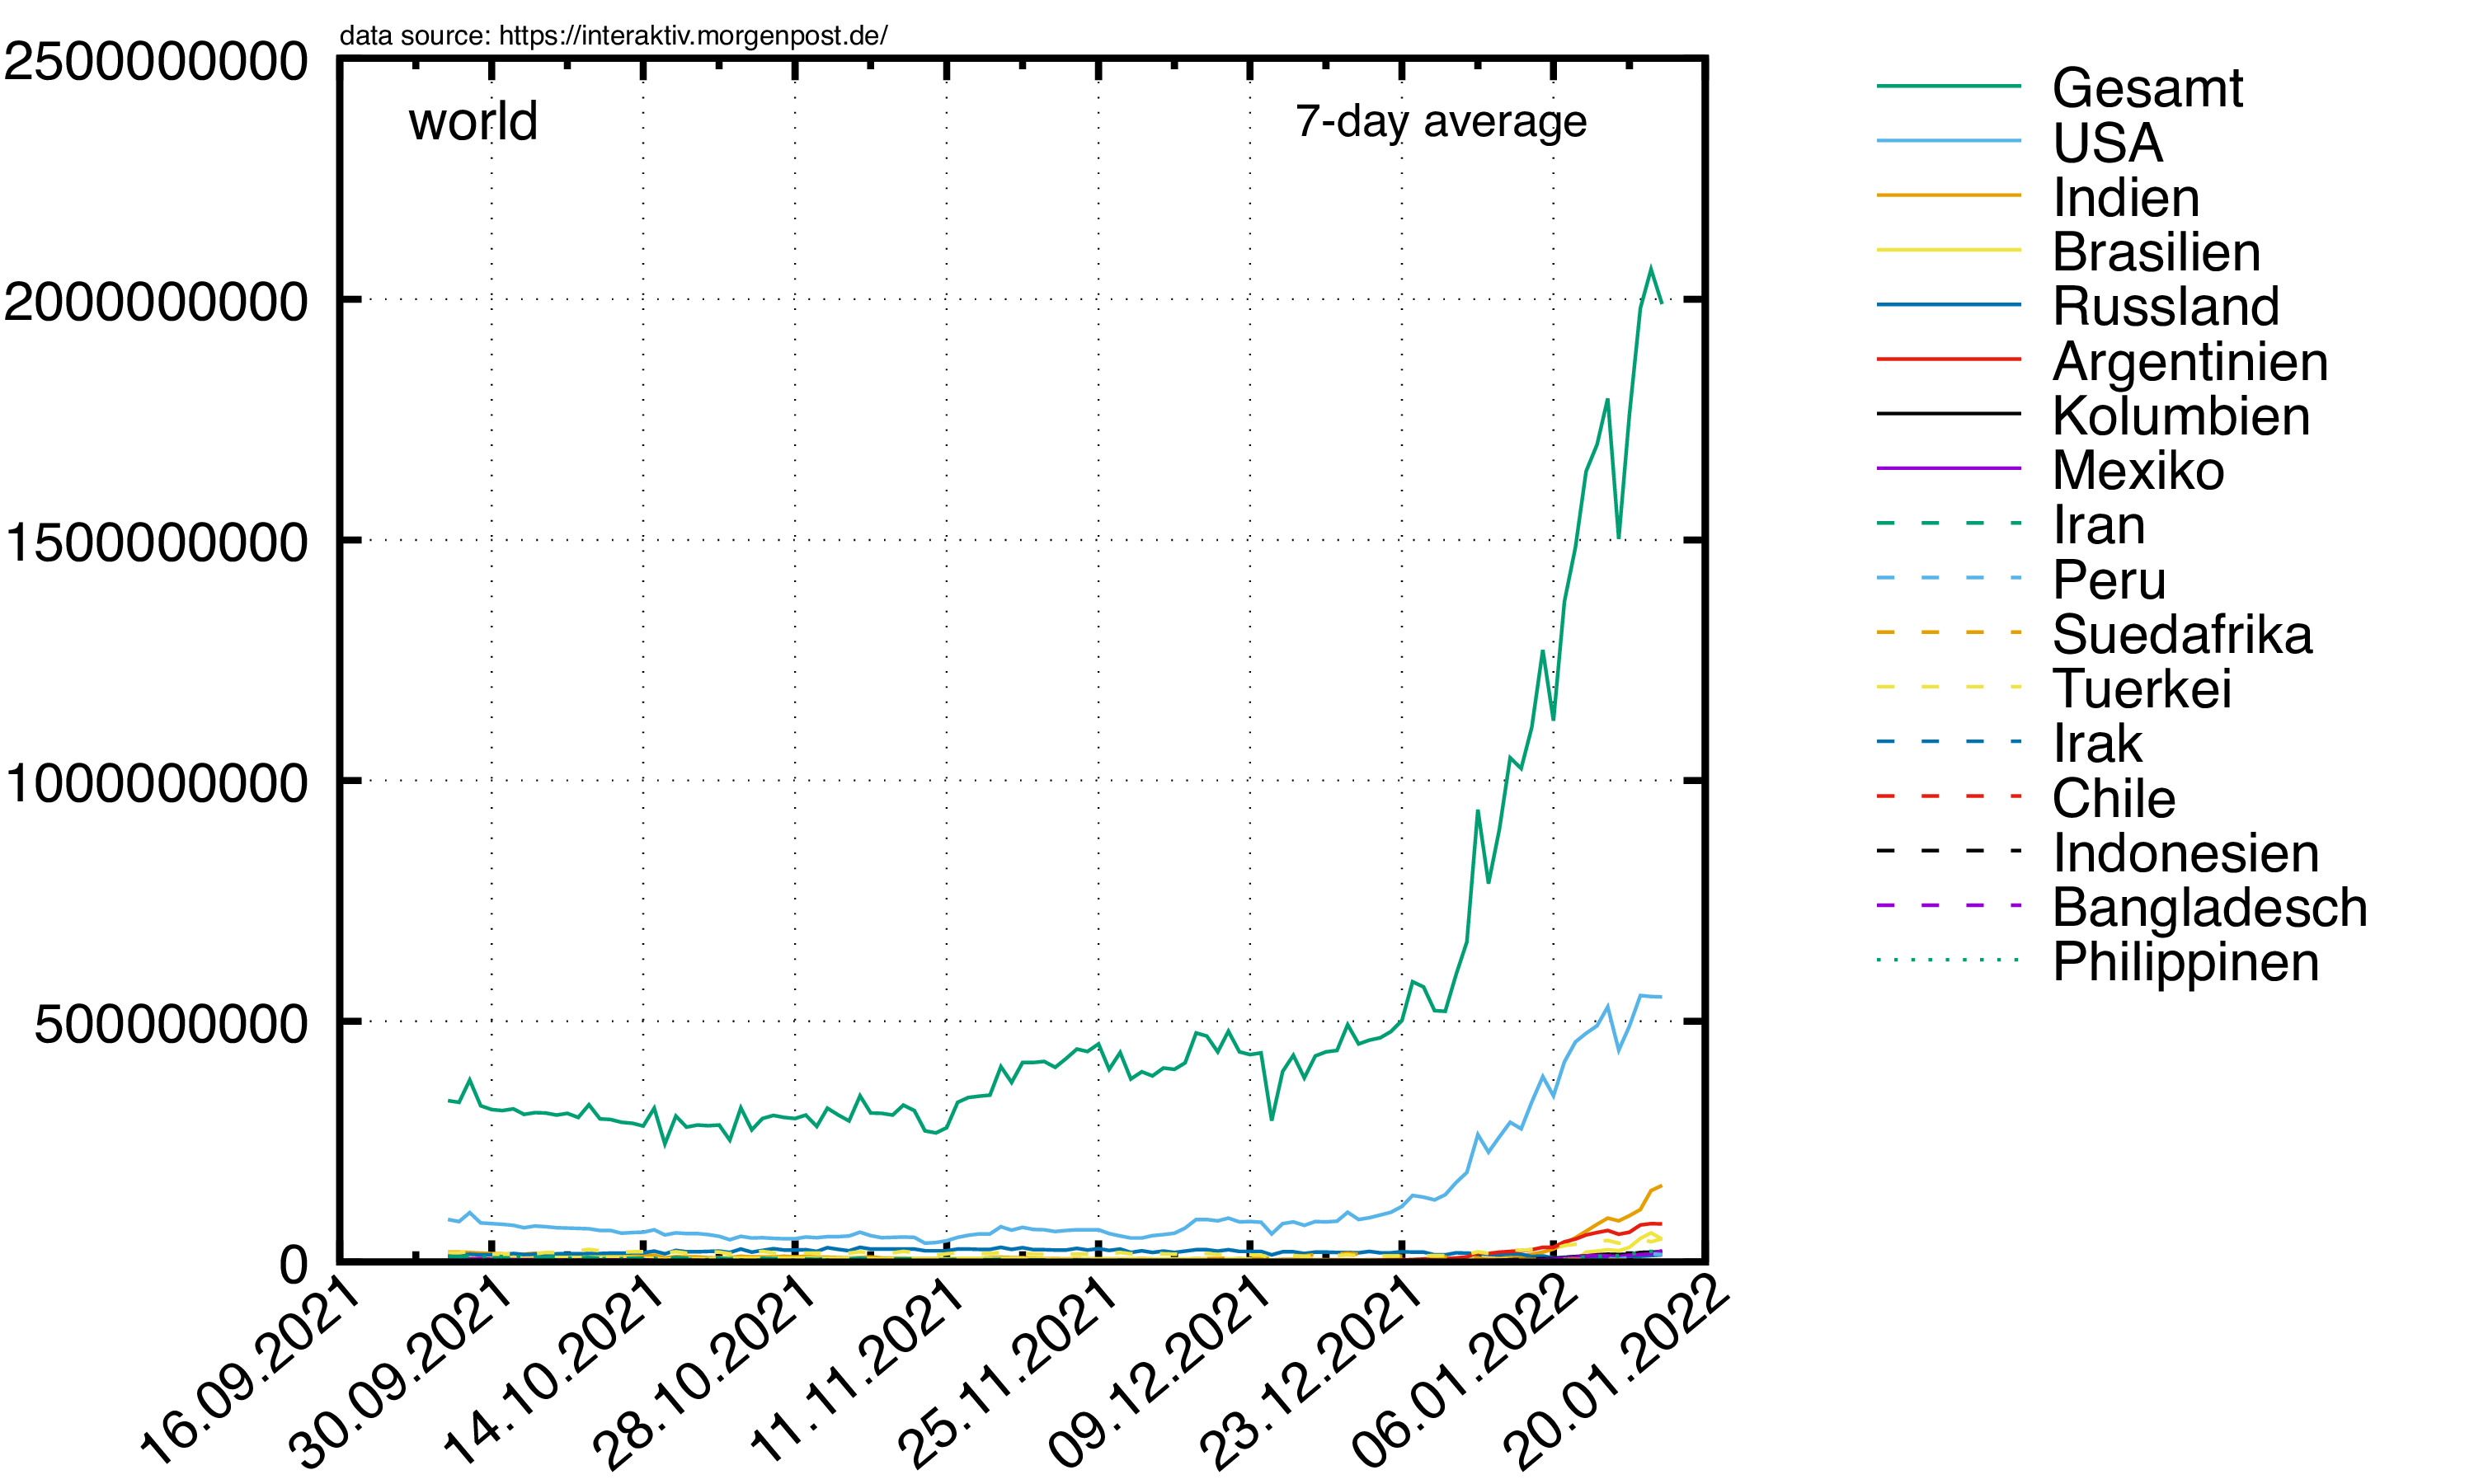 data source: https://interaktiv.morgenpost.de/
world
7-day average
2500000000
2000000000
1500000000
1000000000
500000000
0
16.09.2021
30.09.2021
14.10.2021
28.10.2021
11.11.2021
25.11.2021
09.12.2021
23.12.2021
06.01.2022
20.01.2022
Gesamt
USA
Indien
Brasilien
Russland
Argentinien
Kolumbien
Mexiko
Iran
Peru
Suedafrika
Tuerkei
Irak
Chile
Indonesien
Bangladesch
Philippinen